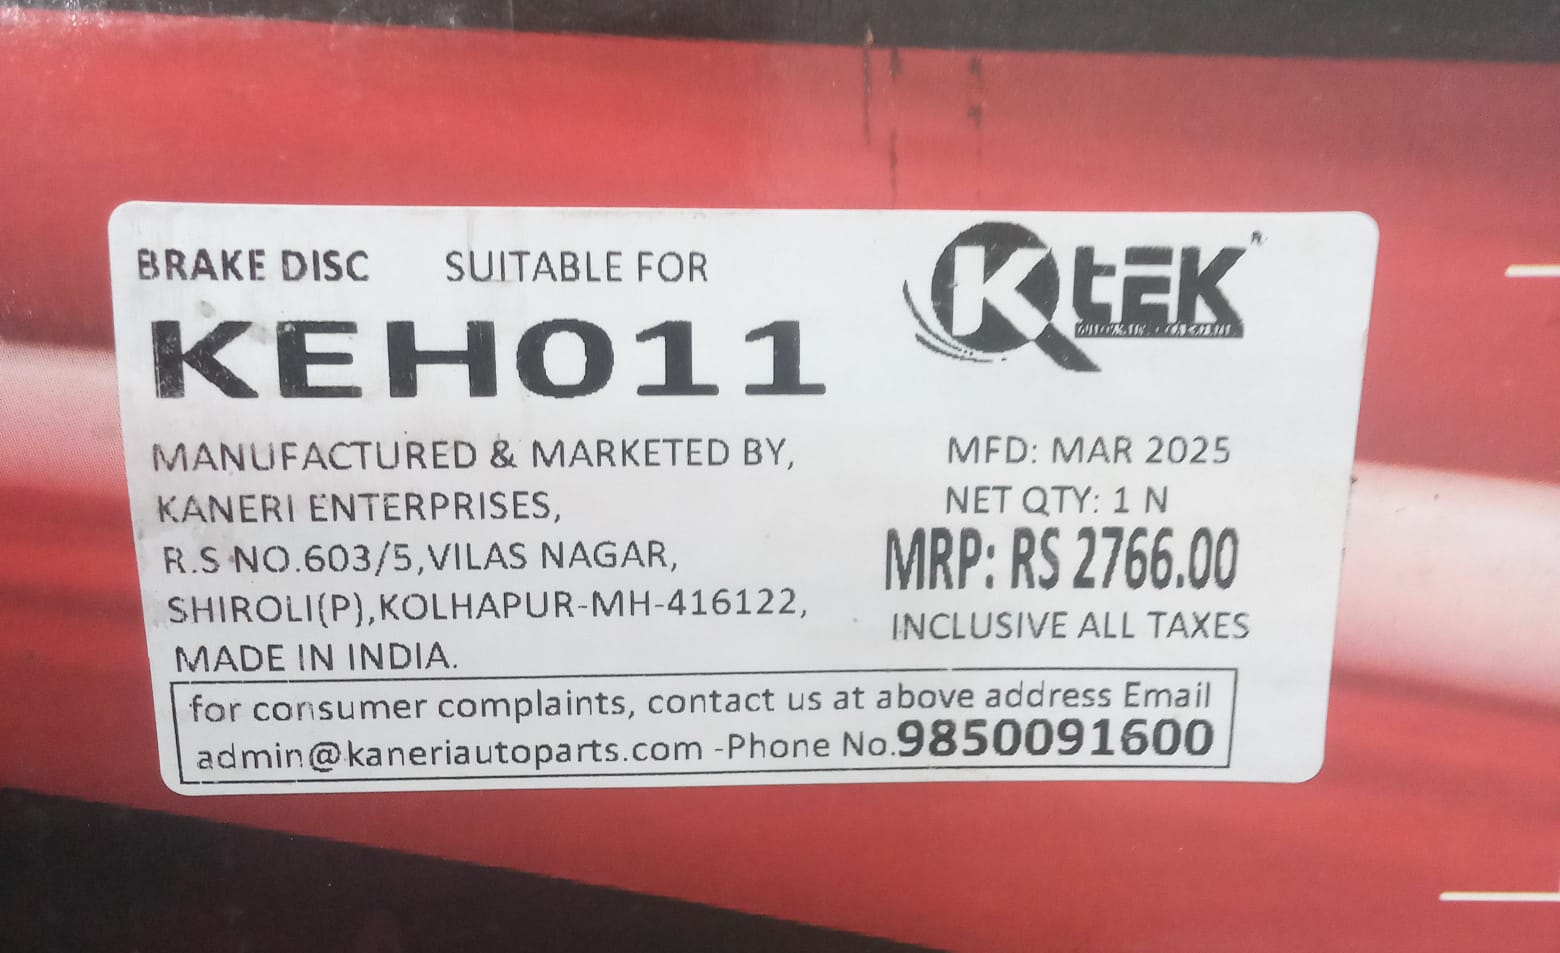 BRAKE DISC SUITABLE FOR
KEH011
K tEK R
MANUFACTURED & MARKETED BY,
KANERI ENTERPRISES,
R.S NO.603/5,VILAS NAGAR,
SHIROLI(P),KOLHAPUR-MH-416122,
MADE IN INDIA.
MFD: MAR 2025
NET QTY: 1 N
MRP: RS 2766.00
INCLUSIVE ALL TAXES
for consumer complaints, contact us at above address Email
admin@kaneriautoparts.com -Phone No.9850091600